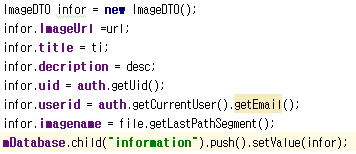 ImageDTO infor = new ImageDTO();
infor.ImageUrl =url;
infor.title = ti;
infor.decription = desc;
infor.uid = auth.getUid();
infor.userid = auth.getCurrentUser().getEmail();
infor.imagename = file.getLastPathSegment();
mDatabase.child("information").push().setValue(infor);